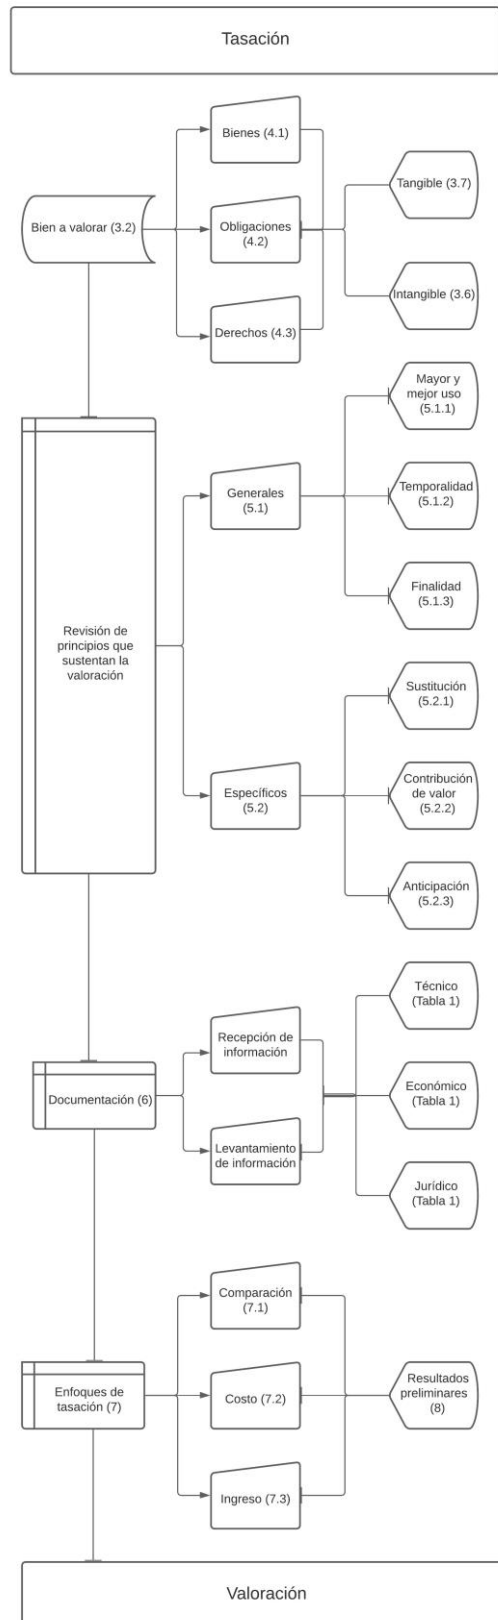 Tasación
Bienes (4.1)
Tangible (3.7)
Bien a valorar (3.2)
Obligaciones
(4.2)
Intangible (3.6)
Derechos (4.3)
Mayor y
mejor uso
(5.1.1)
Generales
(5.1)
Temporalidad
(5.1.2)
Finalidad
(5.1.3)
Revisión de
principios que
sustentan la
valoración
Sustitución
(5.2.1)
Específicos
(5.2)
Contribución
de valor
(5.2.2)
Anticipación
(5.2.3)
Técnico
(Tabla 1)
Recepción de
información
Documentación (6)
Económico
(Tabla 1)
Levantamiento
de información
Jurídico
(Tabla 1)
Comparación
(7.1)
Enfoques de
tasación (7)
Costo (7.2)
Resultados
preliminares
(8)
Ingreso (7.3)
Valoración